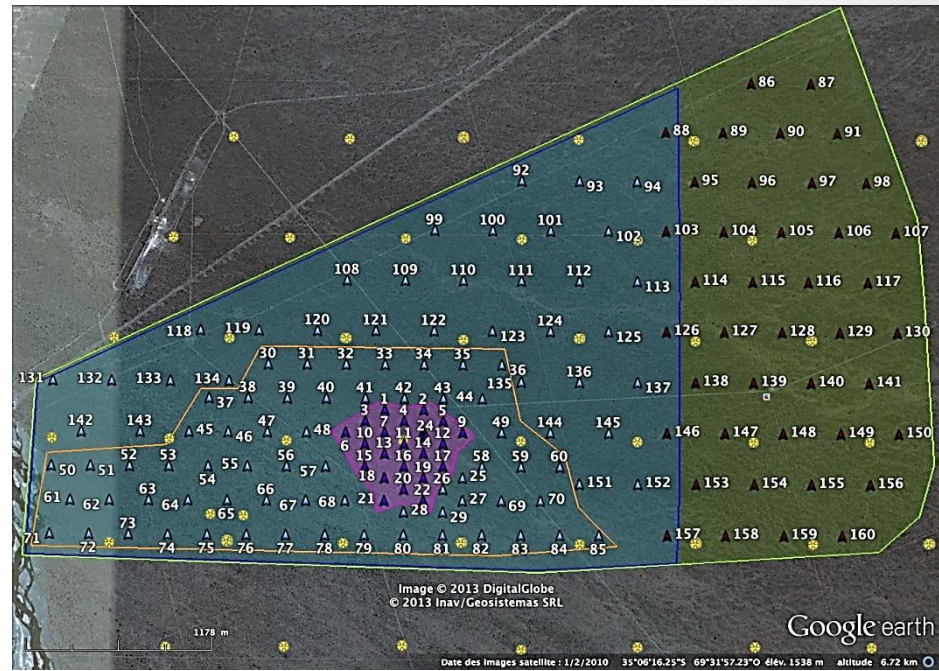 86 87
88 89 90 91
92 93 94 95 96 97 98
99 100 101 102 103 104 105 106 107
108 109 110 111 112 113 114 115 116 117
118 119 120 121 122 123 124 125 126 127 128 129 130
30 31 32 33 34 35 36
131 132 133 134 135 136 137 138 139 140 141
37 38 39 40 41 42 43 44
1 2
3 4 5
142 143 45 46 47 48 7 24 49 144 145 146 147 148 149 150
6 10 11 12 9
13 14
50 51 52 53 54 55 56 57 15 16 17 58 59 60
18 19
20 26 25 151 152 153 154 155 156
61 62 63 64 65 66 67 68 21 22 27 69 70
28 29
71 72 73 74 75 76 77 78 79 80 81 82 83 84 85 157 158 159 160
Image © 2013 DigitalGlobe
© 2013 Inav/Geosistemas SRL
Google earth
1178 m
Date des images satellite : 1/2/2010 35°06'16.25"S 69°31'57.23"O élév. 1538 m altitude 6.72 km